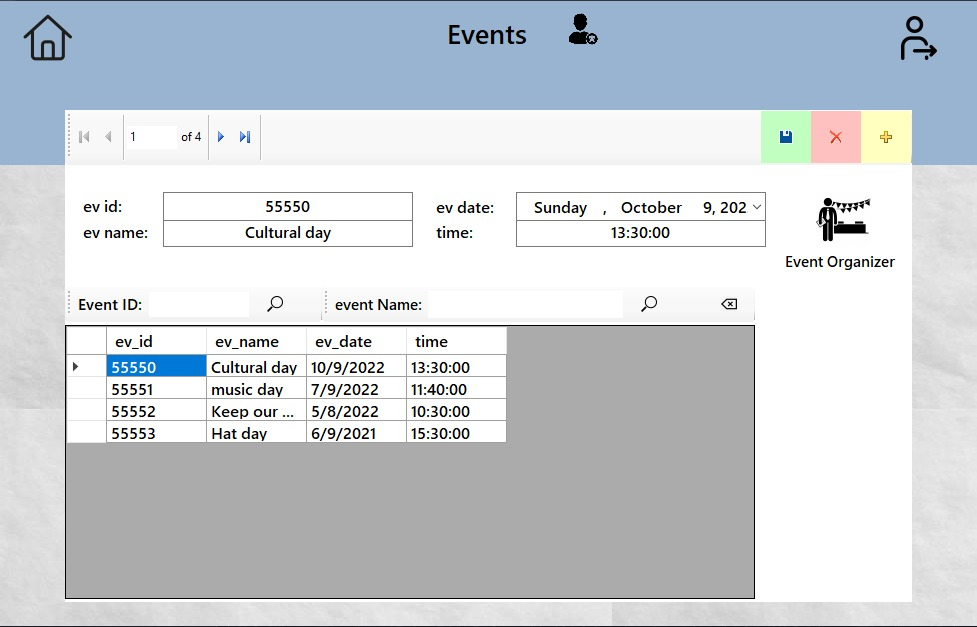 Events
1 of 4
ev id: 55550 ev date: Sunday , October 9, 202
ev name: Cultural day time: 13:30:00
Event Organizer
Event ID: event Name:
ev_id ev_name ev_date time
55550 Cultural day 10/9/2022 13:30:00
55551 music day 7/9/2022 11:40:00
55552 Keep our ... 5/8/2022 10:30:00
55553 Hat day 6/9/2021 15:30:00